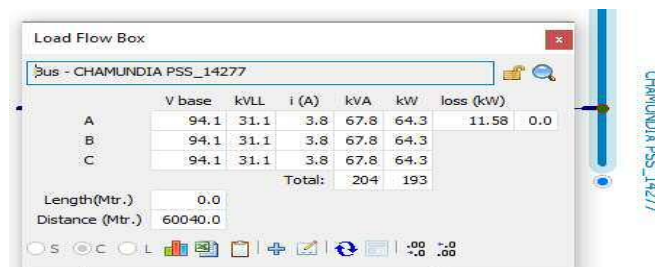 Load Flow Box
x
Bus - CHAMUNDIA PSS_14277
V base kVLL i (A) kVA kW loss (kW)
A 94.1 31.1 3.8 67.8 64.3 11.58 0.0
B 94.1 31.1 3.8 67.8 64.3
C 94.1 31.1 3.8 67.8 64.3
Total: 204 193
Length(Mtr.) 0.0
Distance (Mtr.) 60040.0
S C L
CHAMUNDIA PSS_14277